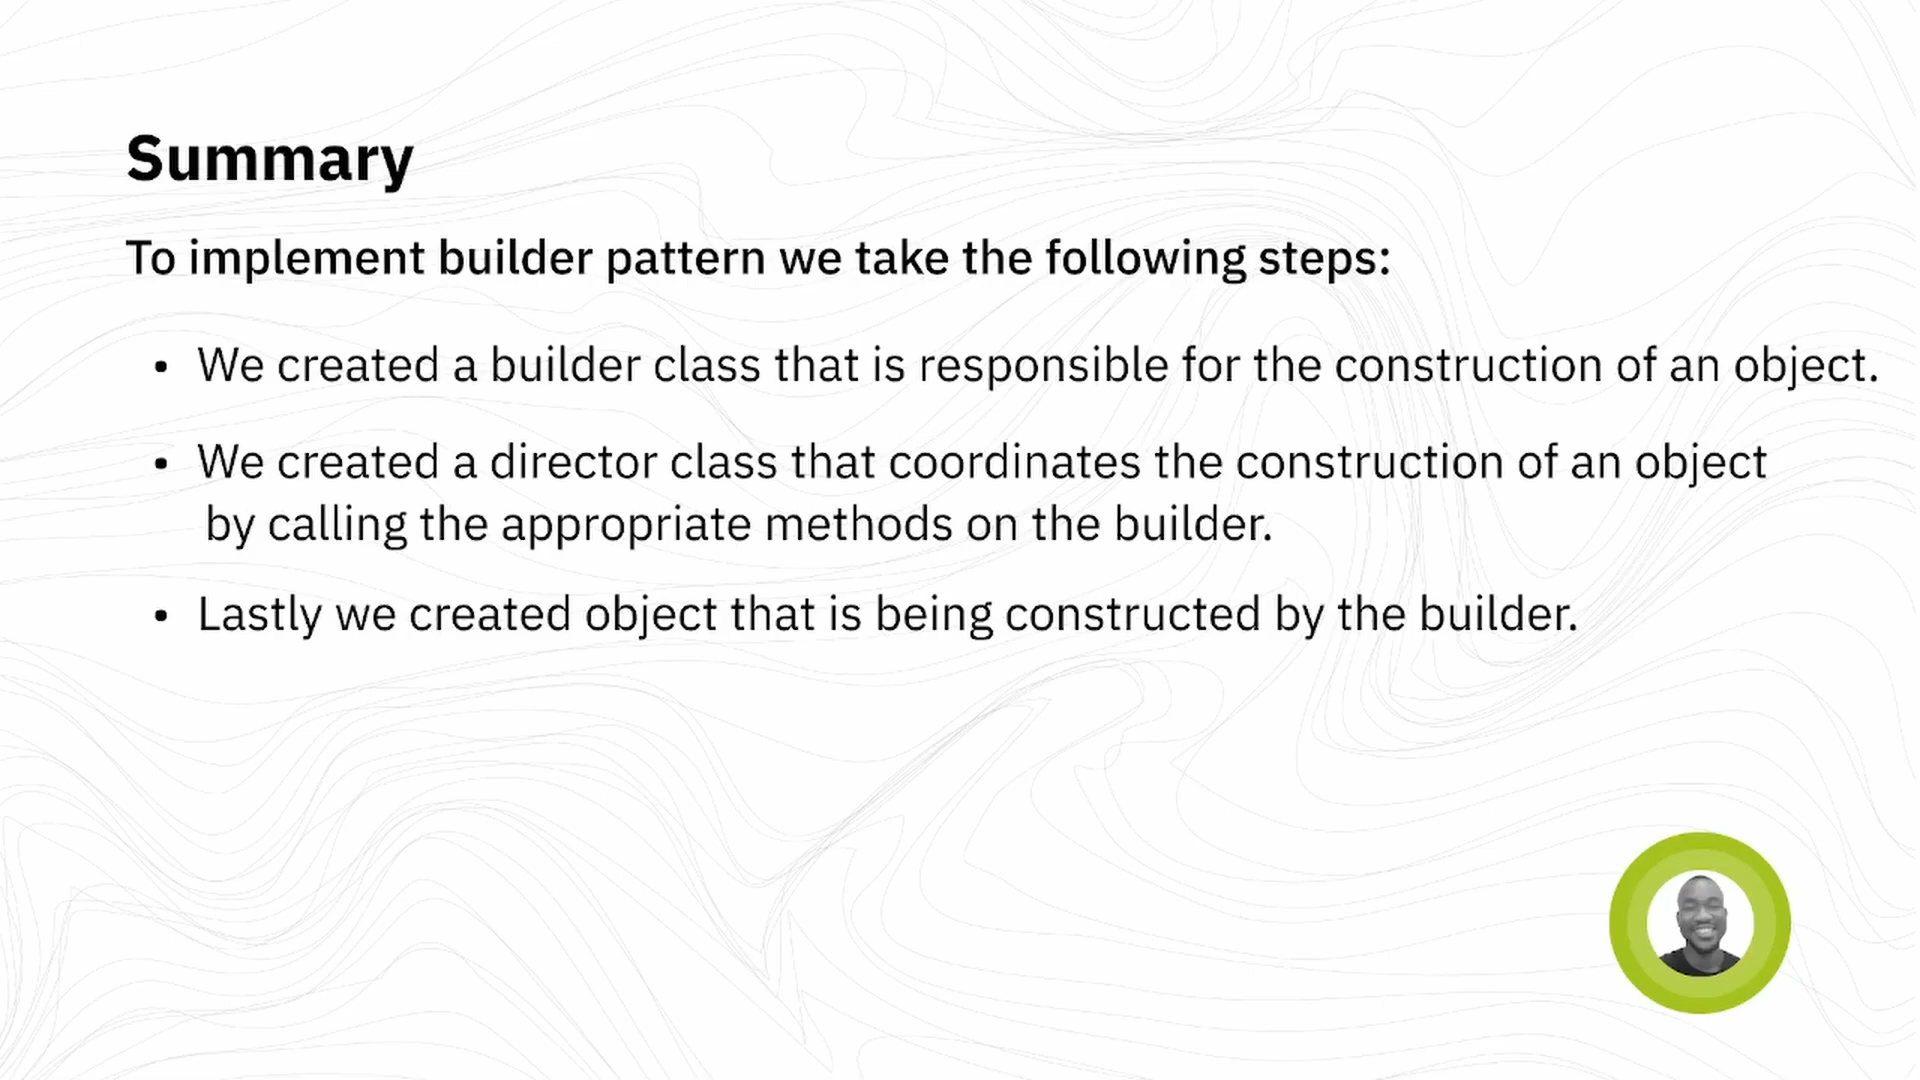 Summary
To implement builder pattern we take the following steps:
• We created a builder class that is responsible for the construction of an object.
• We created a director class that coordinates the construction of an object
by calling the appropriate methods on the builder.
• Lastly we created object that is being constructed by the builder.